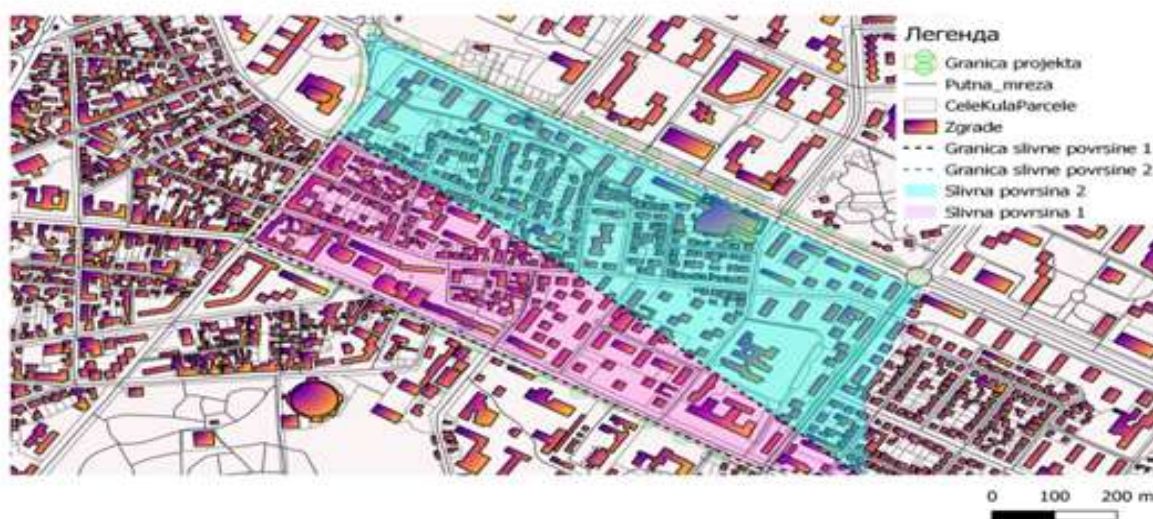 Легенда
Granica projekta
Putna_mreza
CeleKulaParcele
Zgrade
Granica slivne povrsine 1
Granica slivne povrsine 2
Slivna povrsina 2
Slivna povrsina 1
0 100 200 m